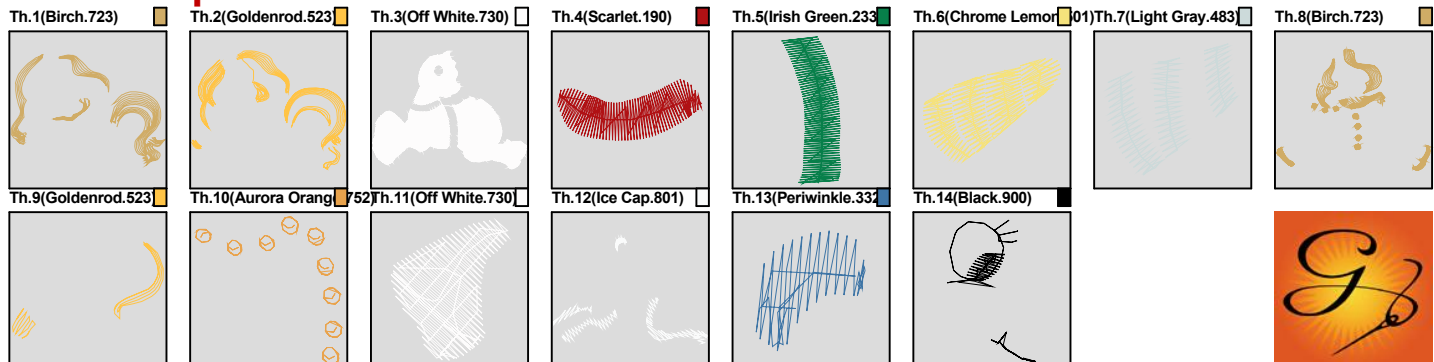 Th.1(Birch.723) Th.2(Goldenrod.523) Th.3(Off White.730) Th.4(Scarlet.190) Th.5(Irish Green.233 Th.6(Chrome Lemon 601) Th.7(Light Gray.483) Th.8(Birch.723)
Th.9(Goldenrod.523) Th.10(Aurora Orang 752) Th.11(Off White.730) Th.12(Ice Cap.801) Th.13(Periwinkle.332 Th.14(Black.900)
G